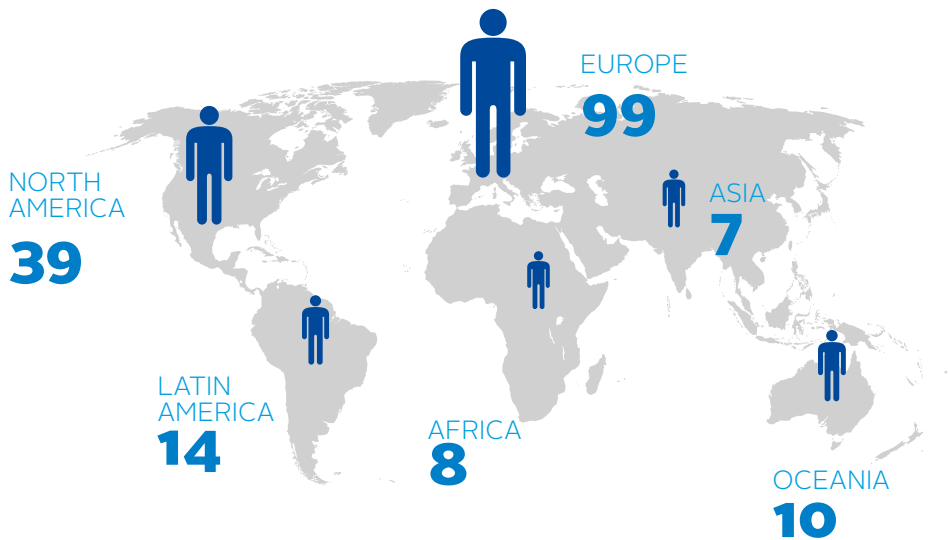 EUROPE
99
NORTH
AMERICA
39
ASIA
7
LATIN
AMERICA
14
AFRICA
8
OCEANIA
10